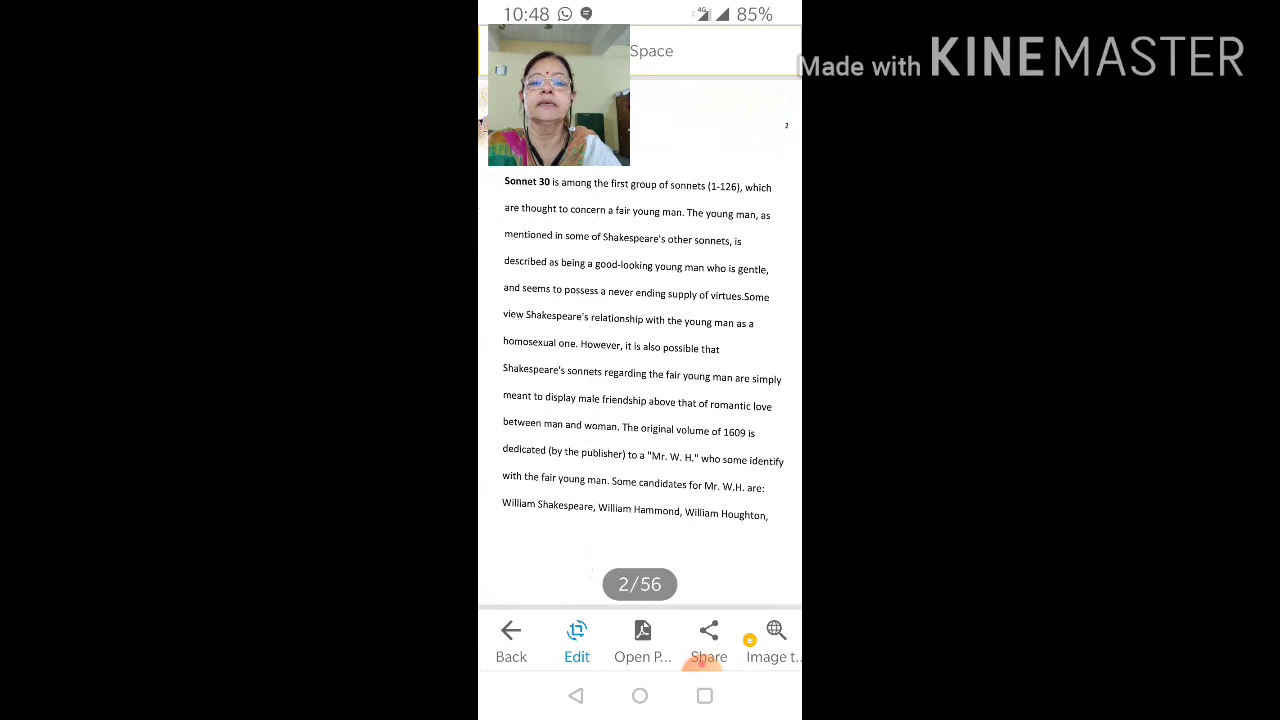 10:48 4G 85%
Made with KINEMASTER
Space
2
Sonnet 30 is among the first group of sonnets (1-126), which
are thought to concern a fair young man. The young man, as
mentioned in some of Shakespeare's other sonnets, is
described as being a good-looking young man who is gentle,
and seems to possess a never ending supply of virtues.Some
view Shakespeare's relationship with the young man as a
homosexual one. However, it is also possible that
Shakespeare's sonnets regarding the fair young man are simply
meant to display male friendship above that of romantic love
between man and woman. The original volume of 1609 is
dedicated (by the publisher) to a "Mr. W. H." who some identify
with the fair young man. Some candidates for Mr. W.H. are:
William Shakespeare, William Hammond, William Houghton,
2/56
Back Edit Open P... Share Image t..